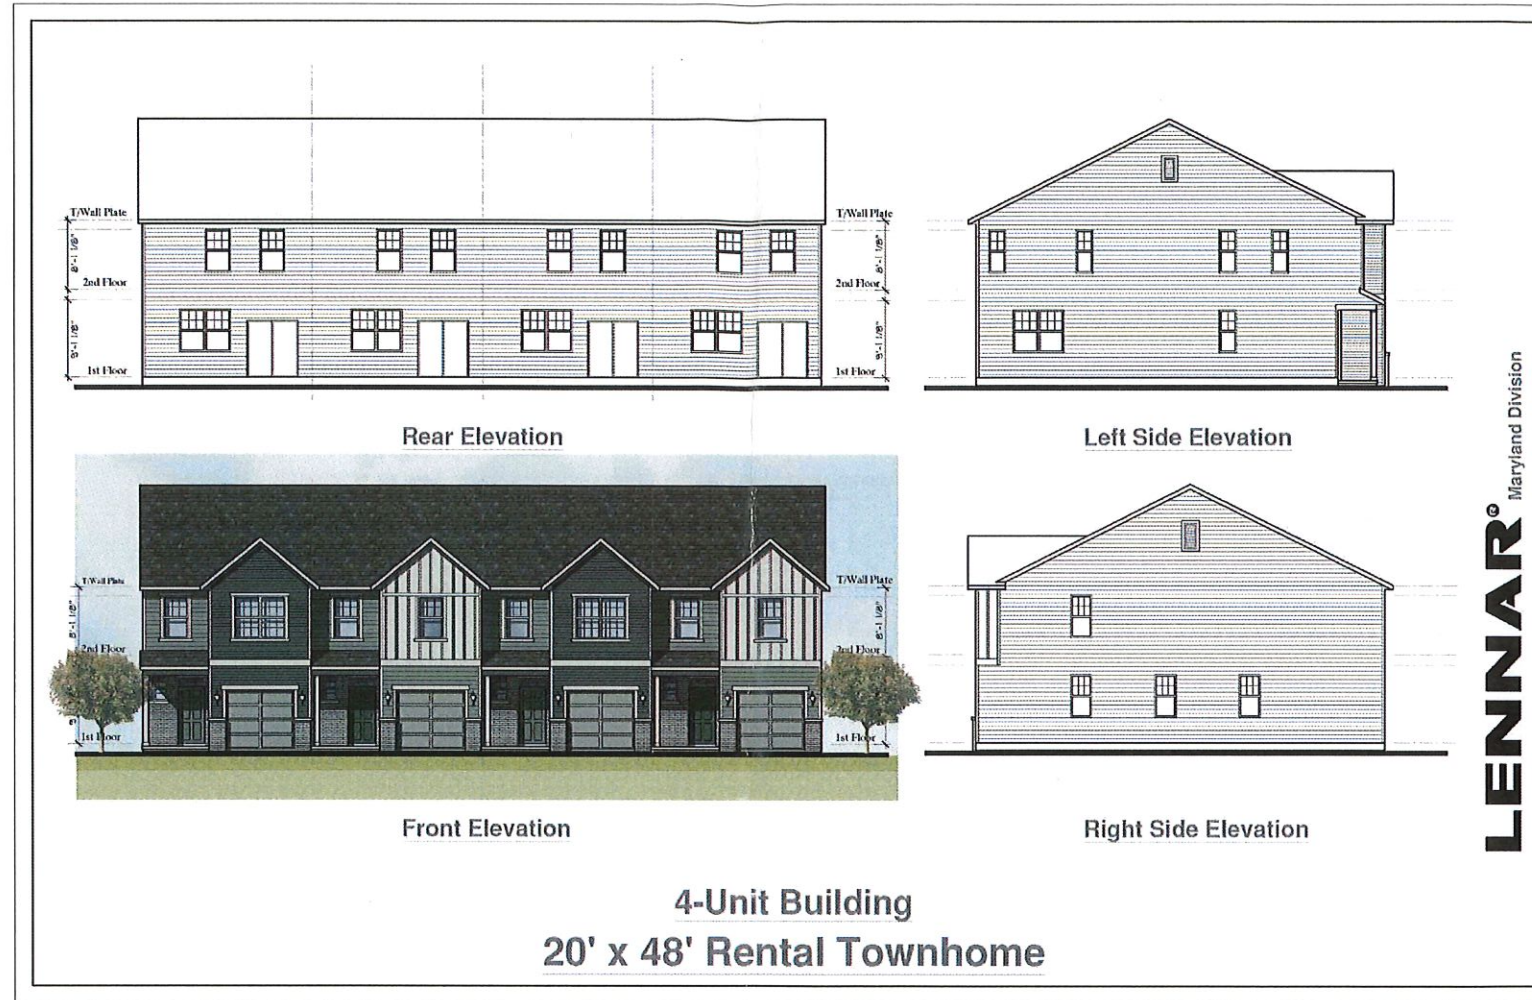 T/Wall Plate
8'-1 1/8"
2nd Floor
9'-1 1/8"
1st Floor
T/Wall Plate
8'-1 1/8"
2nd Floor
9'-1 1/8"
1st Floor
Rear Elevation
Left Side Elevation
T/Wall Plate
8'-1 1/8"
2nd Floor
1st Floor
T/Wall Plate
8'-1 1/8"
2nd Floor
1st Floor
Front Elevation
Right Side Elevation
4-Unit Building
20' x 48' Rental Townhome
LENNAR®
Maryland Division